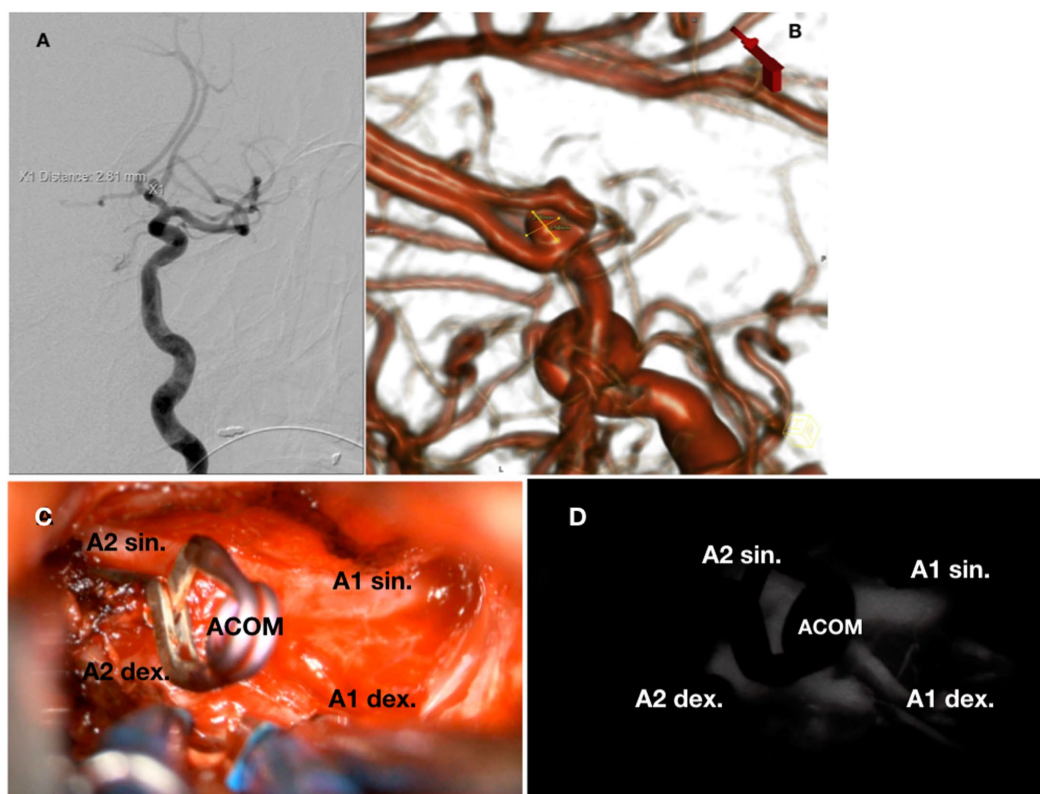 A
X1 Distance: 2.81 mm
X1
B
P
L
C
A2 sin.
A1 sin.
ACOM
A2 dex.
A1 dex.
D
A2 sin.
A1 sin.
ACOM
A2 dex.
A1 dex.